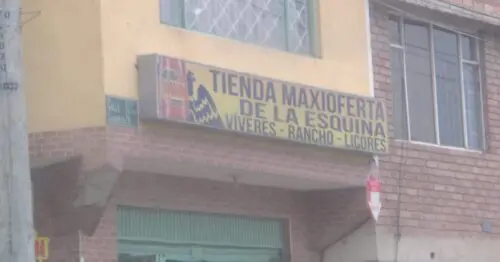 TIENDA MAXIOFERTA
DE LA ESQUINA
VIVERES - RANCHO - LICORES